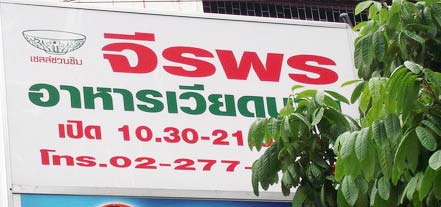 จีรพร
เชลล์ชวนชิม
อาหารเวียดน
เปิด 10.30-21.
โทร.02-277-